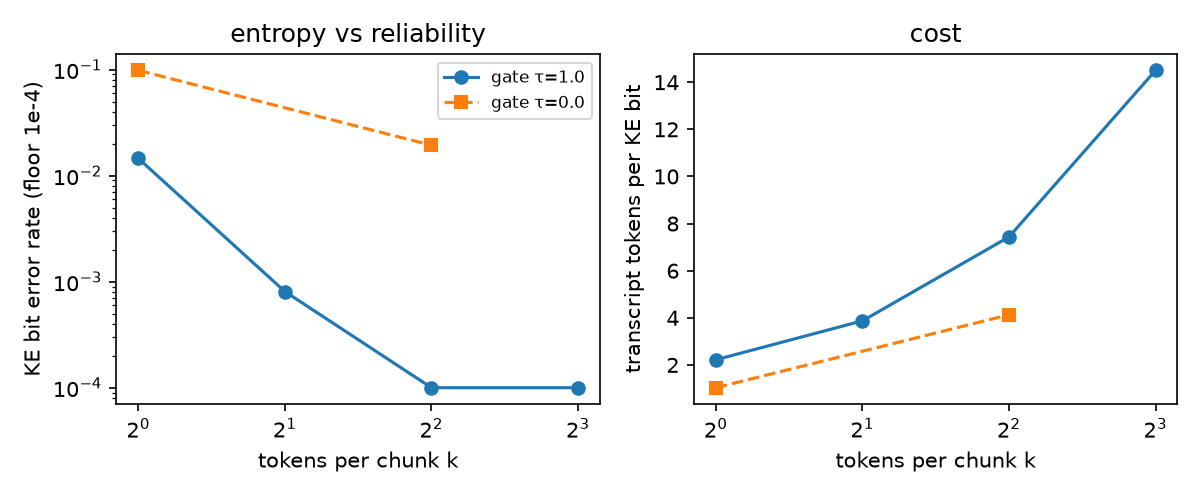 entropy vs reliability
KE bit error rate (floor 1e-4)
10⁻¹
10⁻²
10⁻³
10⁻⁴
gate τ=1.0
gate τ=0.0
2⁰ 2¹ 2² 2³
tokens per chunk k
cost
transcript tokens per KE bit
14
12
10
8
6
4
2
2⁰ 2¹ 2² 2³
tokens per chunk k